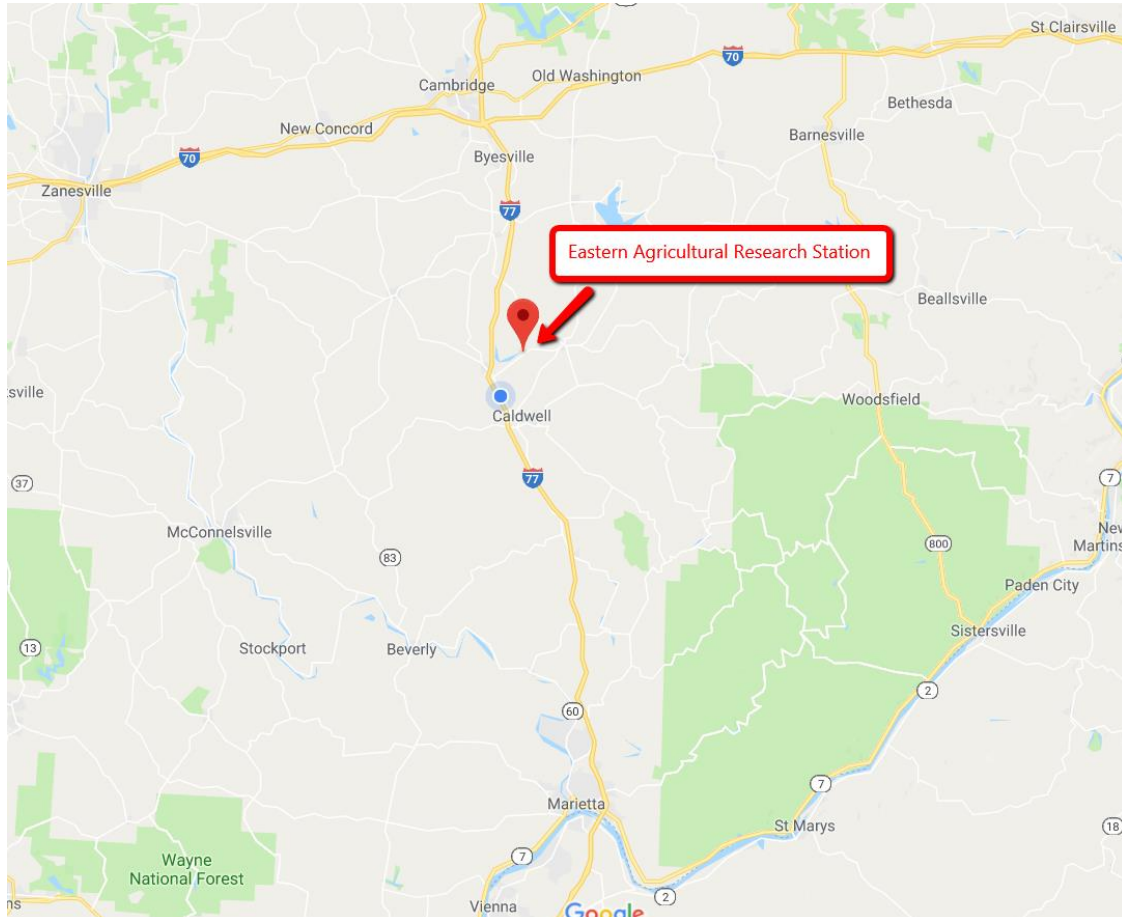 St Clairsville
70
Old Washington
Cambridge
Bethesda
New Concord
Barnesville
70
Byesville
Zanesville
77
Eastern Agricultural Research Station
Beallsville
sville
Woodsfield
Caldwell
77
7
37
McConnelsville
New
Martins
800
83
Paden City
Sistersville
13
Stockport
Beverly
2
60
7
Marietta
St Marys
18
7
Wayne
National Forest
2
ns
Vienna
Google